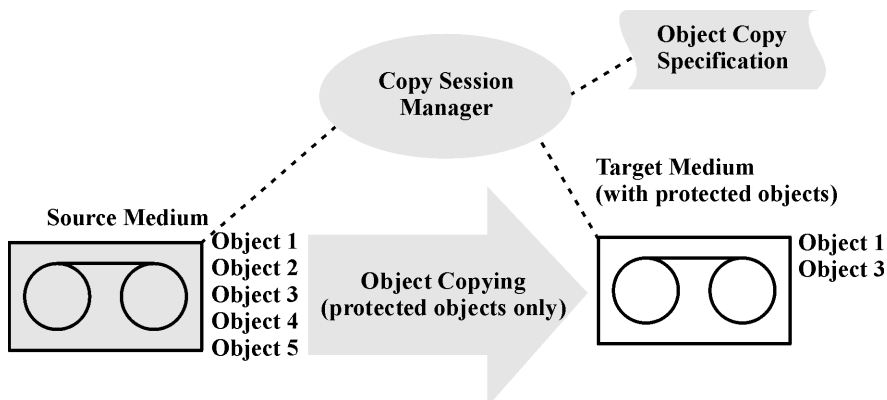 Object Copy
Specification
Copy Session
Manager
Target Medium
(with protected objects)
Source Medium
Object 1
Object 2
Object 3
Object 4
Object 5
Object Copying
(protected objects only)
Object 1
Object 3